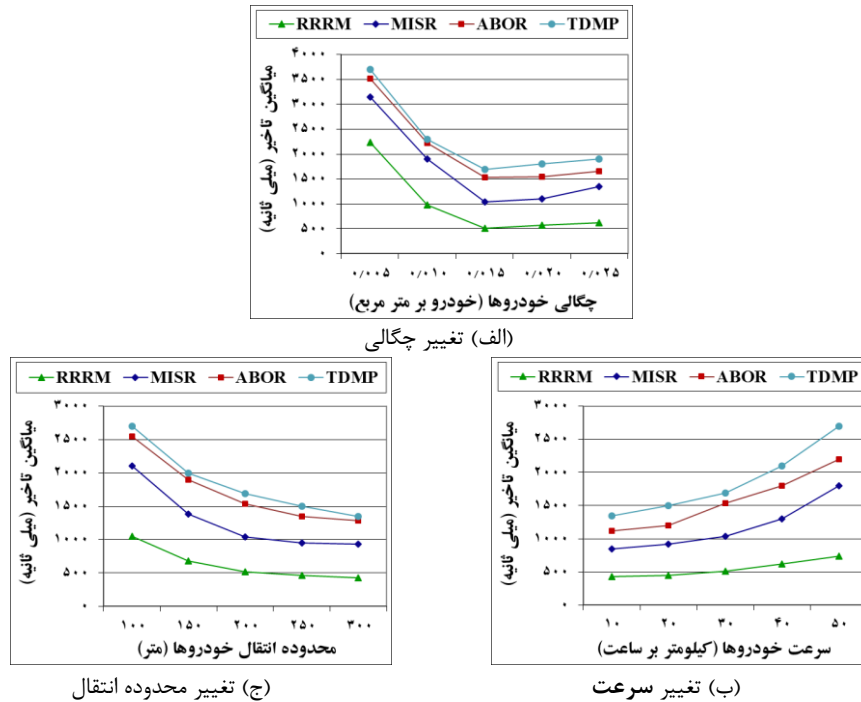 RRRM MISR ABOR TDMP
میانگین تاخیر (میلی ثانیه)
۴۰۰۰
۳۵۰۰
۳۰۰۰
۲۵۰۰
۲۰۰۰
۱۵۰۰
۱۰۰۰
۵۰۰
۰
۰/۰۰۵ ۰/۰۱۰ ۰/۰۱۵ ۰/۰۲۰ ۰/۰۲۵
چگالی خودروها (خودرو بر متر مربع)
(الف) تغییر چگالی
RRRM MISR ABOR TDMP
میانگین تاخیر (میلی ثانیه)
۳۰۰۰
۲۵۰۰
۲۰۰۰
۱۵۰۰
۱۰۰۰
۵۰۰
۰
۱۰ ۲۰ ۳۰ ۴۰ ۵۰
سرعت خودروها (کیلومتر بر ساعت)
(ب) تغییر سرعت
RRRM MISR ABOR TDMP
میانگین تاخیر (میلی ثانیه)
۳۰۰۰
۲۵۰۰
۲۰۰۰
۱۵۰۰
۱۰۰۰
۵۰۰
۰
۱۰۰ ۱۵۰ ۲۰۰ ۲۵۰ ۳۰۰
محدوده انتقال خودروها (متر)
(ج) تغییر محدوده انتقال